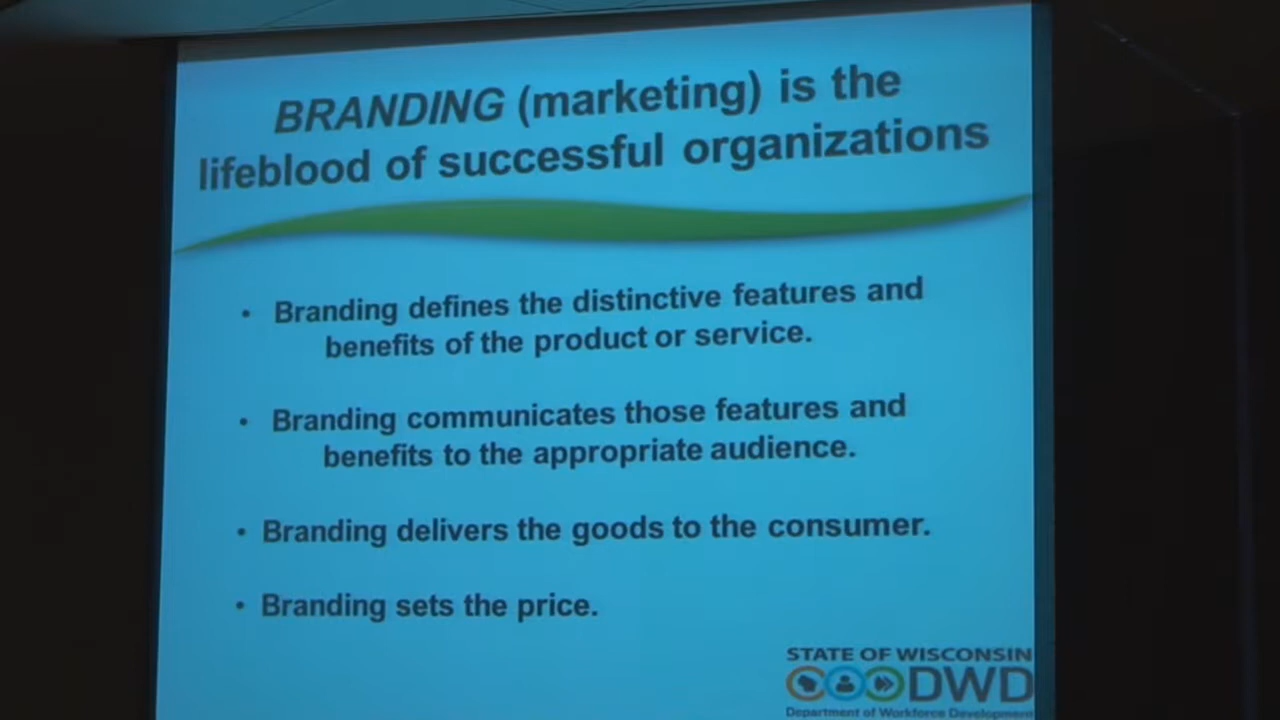 BRANDING (marketing) is the
lifeblood of successful organizations
• Branding defines the distinctive features and
benefits of the product or service.
• Branding communicates those features and
benefits to the appropriate audience.
• Branding delivers the goods to the consumer.
• Branding sets the price.
STATE OF WISCONSIN
DWD
Department of Workforce Development